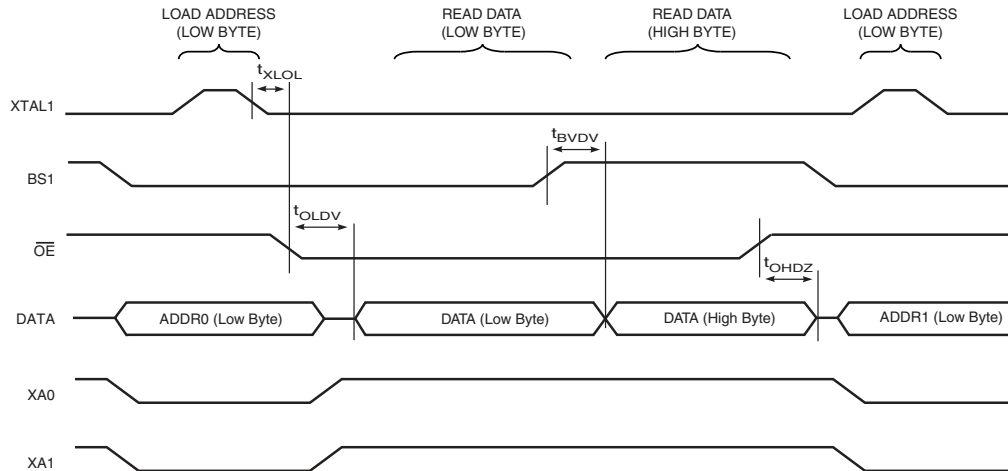 LOAD ADDRESS
(LOW BYTE)
READ DATA
(LOW BYTE)
READ DATA
(HIGH BYTE)
LOAD ADDRESS
(LOW BYTE)
tXLOL
XTAL1
tBVDV
BS1
tOLDV
OE
tOHDZ
DATA
ADDR0 (Low Byte)
DATA (Low Byte)
DATA (High Byte)
ADDR1 (Low Byte)
XA0
XA1